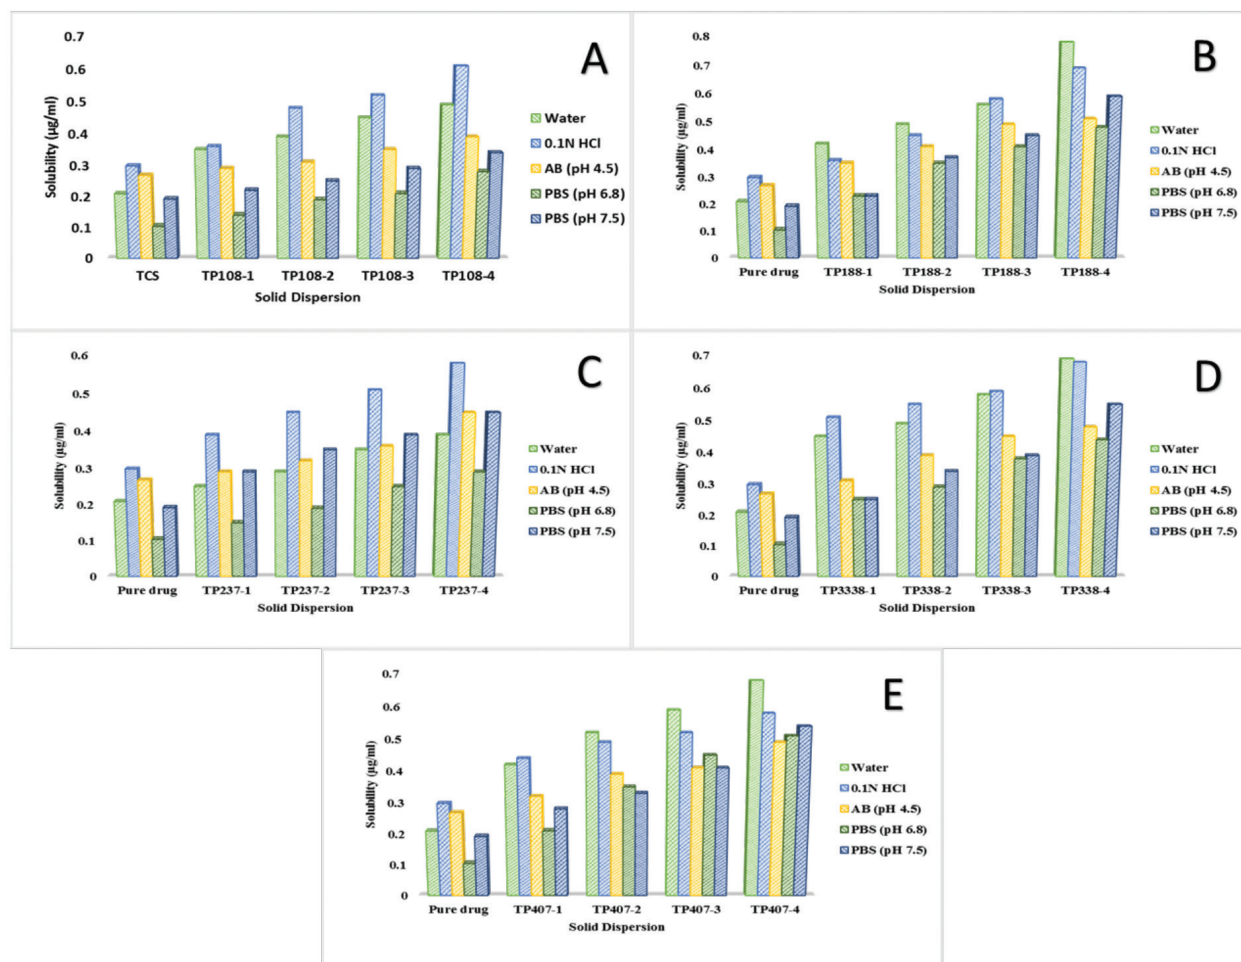 A
0.7
0.6
0.5
0.4
0.3
0.2
0.1
0
Solubility (µg/ml)
Water
0.1N HCl
AB (pH 4.5)
PBS (pH 6.8)
PBS (pH 7.5)
TCS TP108-1 TP108-2 TP108-3 TP108-4
Solid Dispersion
B
0.8
0.7
0.6
0.5
0.4
0.3
0.2
0.1
0
Solubility (µg/ml)
Water
0.1N HCl
AB (pH 4.5)
PBS (pH 6.8)
PBS (pH 7.5)
Pure drug TP188-1 TP188-2 TP188-3 TP188-4
Solid Dispersion
C
0.6
0.5
0.4
0.3
0.2
0.1
0
Solubility (µg/ml)
Water
0.1N HCl
AB (pH 4.5)
PBS (pH 6.8)
PBS (pH 7.5)
Pure drug TP237-1 TP237-2 TP237-3 TP237-4
Solid Dispersion
D
0.7
0.6
0.5
0.4
0.3
0.2
0.1
0
Solubility (µg/ml)
Water
0.1N HCl
AB (pH 4.5)
PBS (pH 6.8)
PBS (pH 7.5)
Pure drug TP3338-1 TP338-2 TP338-3 TP338-4
Solid Dispersion
E
0.7
0.6
0.5
0.4
0.3
0.2
0.1
0
Solubility (µg/ml)
Water
0.1N HCl
AB (pH 4.5)
PBS (pH 6.8)
PBS (pH 7.5)
Pure drug TP407-1 TP407-2 TP407-3 TP407-4
Solid Dispersion